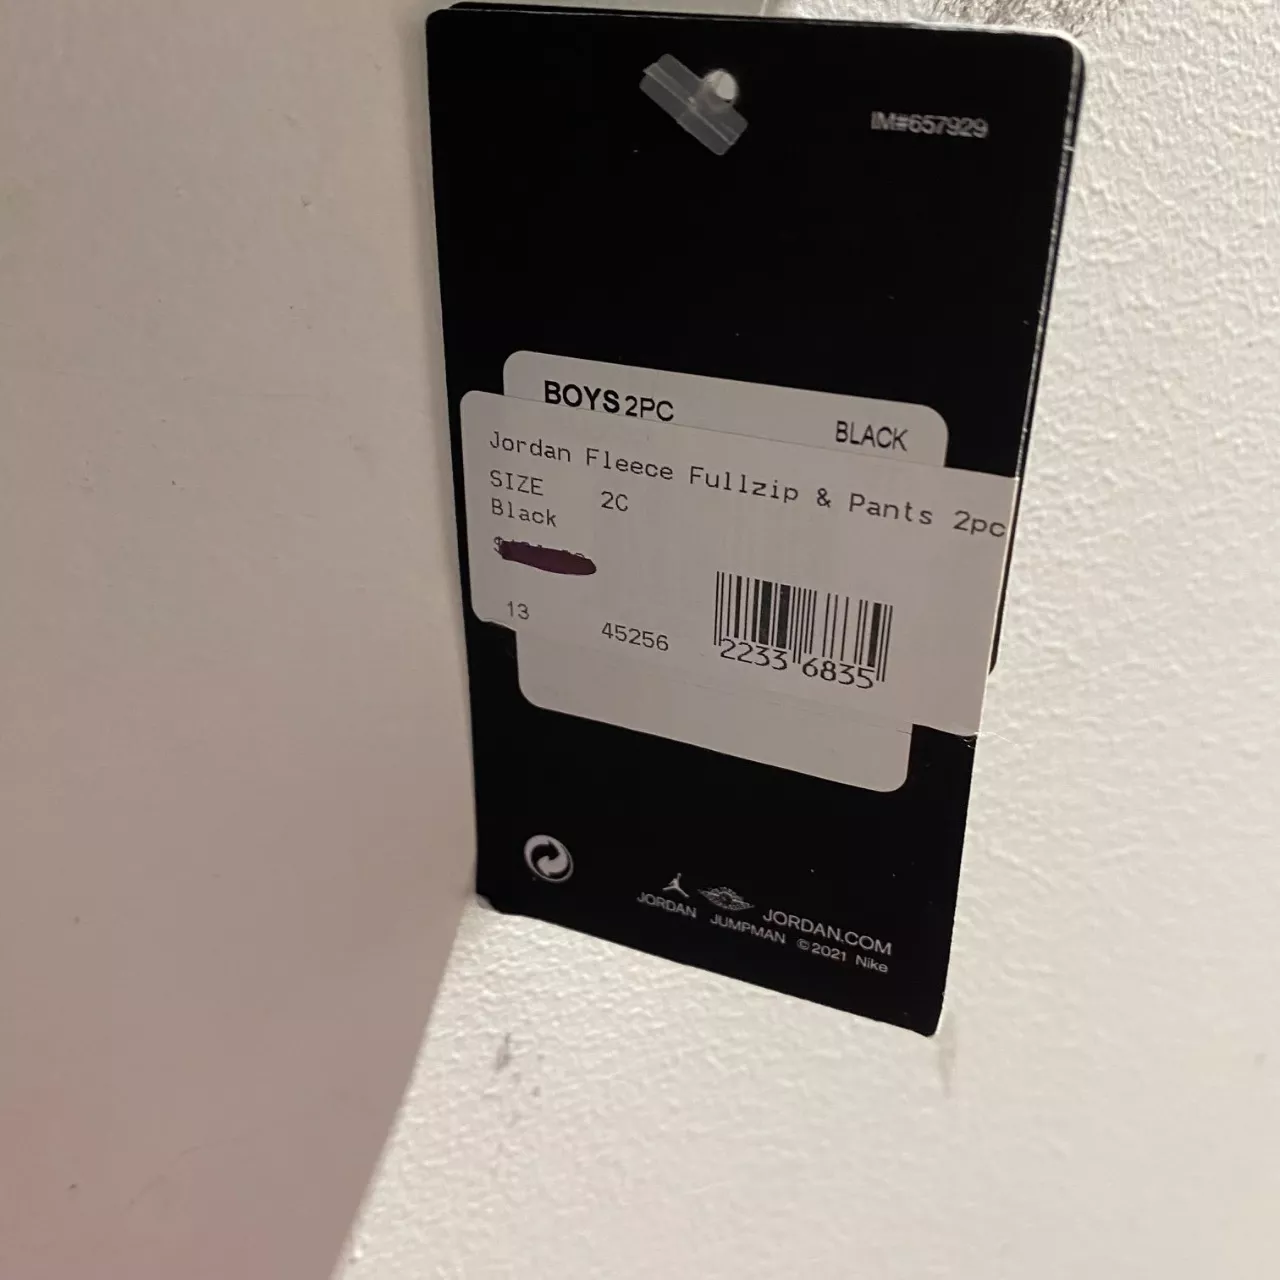 IM#657929
BOYS 2PC
BLACK
Jordan Fleece Fullzip & Pants 2pc
SIZE 2C
Black
13 45256
2233 6835
JORDAN JUMPMAN JORDAN.COM
©2021 Nike